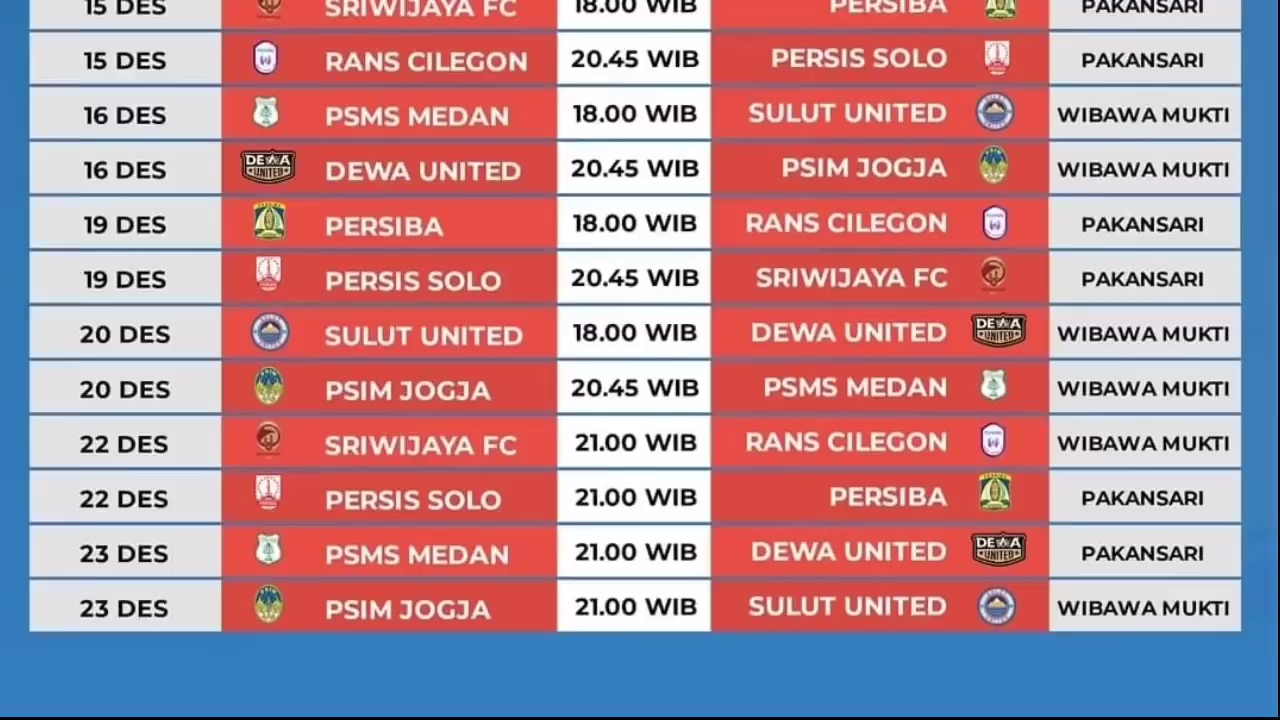 15 DES SRIWIJAYA FC 18.00 WIB PERSIBA PAKANSARI
15 DES RANS CILEGON 20.45 WIB PERSIS SOLO PAKANSARI
16 DES PSMS MEDAN 18.00 WIB SULUT UNITED WIBAWA MUKTI
16 DES DEWA UNITED DEWA UNITED 20.45 WIB PSIM JOGJA WIBAWA MUKTI
19 DES PERSIBA 18.00 WIB RANS CILEGON PAKANSARI
19 DES PERSIS SOLO 20.45 WIB SRIWIJAYA FC PAKANSARI
20 DES SULUT UNITED 18.00 WIB DEWA UNITED DEWA UNITED WIBAWA MUKTI
20 DES PSIM JOGJA 20.45 WIB PSMS MEDAN WIBAWA MUKTI
22 DES SRIWIJAYA FC 21.00 WIB RANS CILEGON WIBAWA MUKTI
22 DES PERSIS SOLO 21.00 WIB PERSIBA PAKANSARI
23 DES PSMS MEDAN 21.00 WIB DEWA UNITED DEWA UNITED PAKANSARI
23 DES PSIM JOGJA 21.00 WIB SULUT UNITED WIBAWA MUKTI